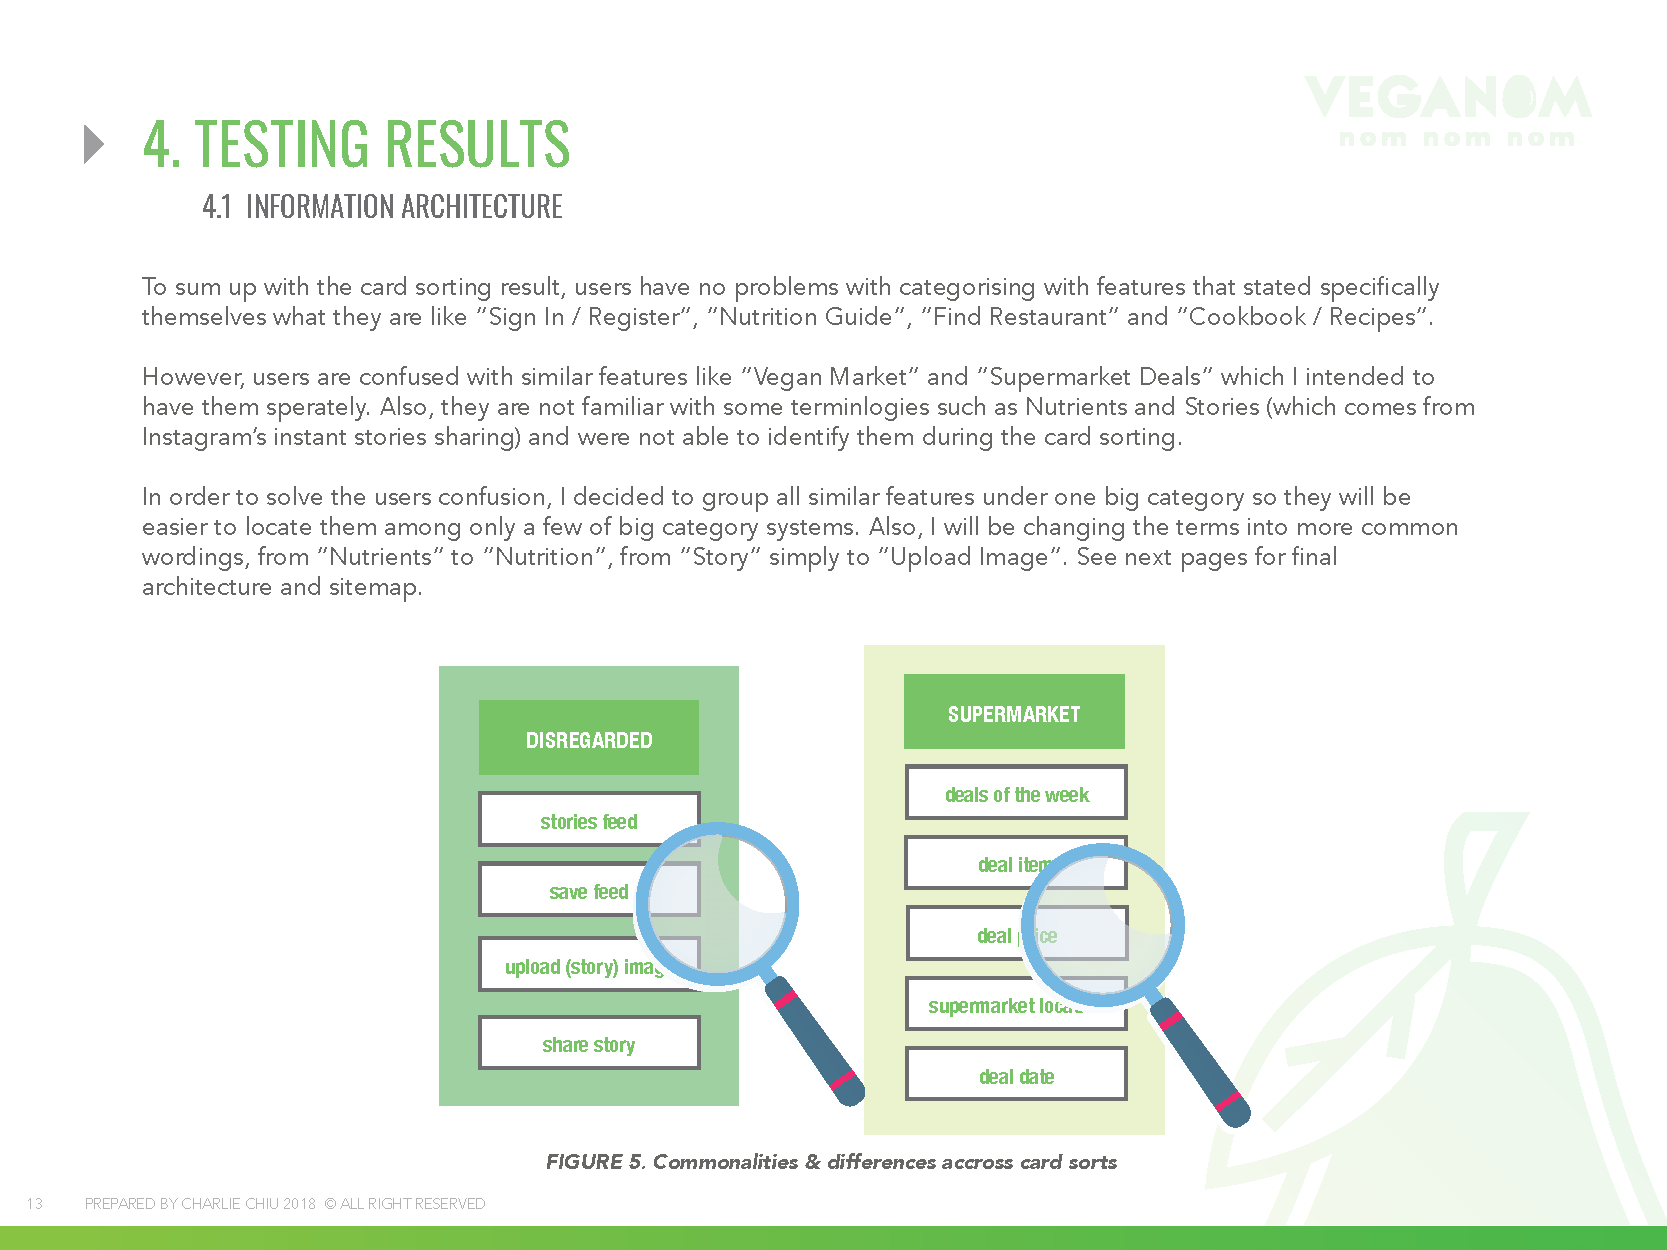 VEGANOM
nom nom nom
4. TESTING RESULTS
4.1 INFORMATION ARCHITECTURE
To sum up with the card sorting result, users have no problems with categorising with features that stated specifically
themselves what they are like “Sign In / Register”, “Nutrition Guide”, “Find Restaurant” and “Cookbook / Recipes”.
However, users are confused with similar features like “Vegan Market” and “Supermarket Deals” which I intended to
have them sperately. Also, they are not familiar with some terminlogies such as Nutrients and Stories (which comes from
Instagram’s instant stories sharing) and were not able to identify them during the card sorting.
In order to solve the users confusion, I decided to group all similar features under one big category so they will be
easier to locate them among only a few of big category systems. Also, I will be changing the terms into more common
wordings, from “Nutrients” to “Nutrition”, from “Story” simply to “Upload Image”. See next pages for final
architecture and sitemap.
DISREGARDED
stories feed
save feed
upload (story)
share story
SUPERMARKET
deals of the week
deal
deal
supermarket
deal date
FIGURE 5. Commonalities & differences accross card sorts
13 PREPARED BY CHARLIE CHIU 2018 © ALL RIGHT RESERVED